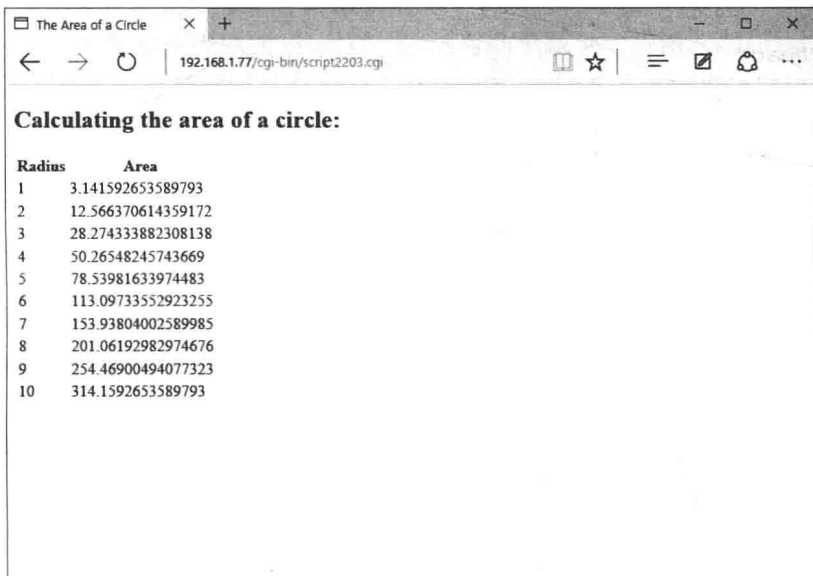 The Area of a Circle
192.168.1.77/cgi-bin/script2203.cgi
Calculating the area of a circle:
Radius Area
1 3.141592653589793
2 12.566370614359172
3 28.274333882308138
4 50.26548245743669
5 78.53981633974483
6 113.09733552923255
7 153.93804002589985
8 201.06192982974676
9 254.46900494077323
10 314.1592653589793